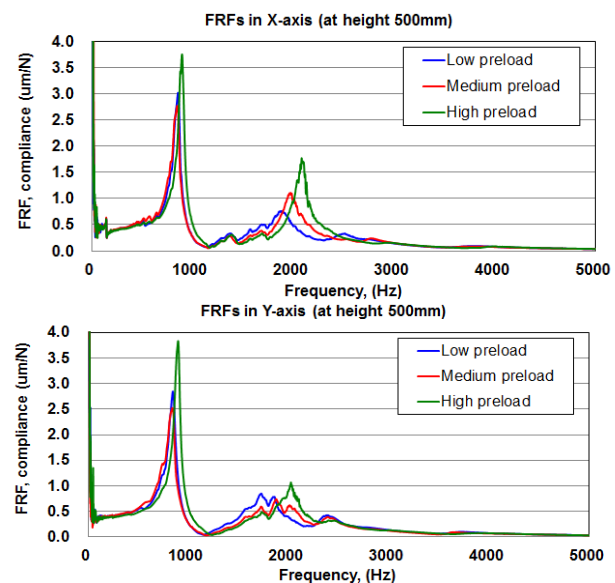 FRFs in X-axis (at height 500mm)
FRF, compliance (um/N)
4.0
3.5
3.0
2.5
2.0
1.5
1.0
0.5
0.0
Low preload
Medium preload
High preload
0 1000 2000 3000 4000 5000
Frequency, (Hz)
FRFs in Y-axis (at height 500mm)
FRF, compliance (um/N)
4.0
3.5
3.0
2.5
2.0
1.5
1.0
0.5
0.0
Low preload
Medium preload
High preload
0 1000 2000 3000 4000 5000
Frequency, (Hz)